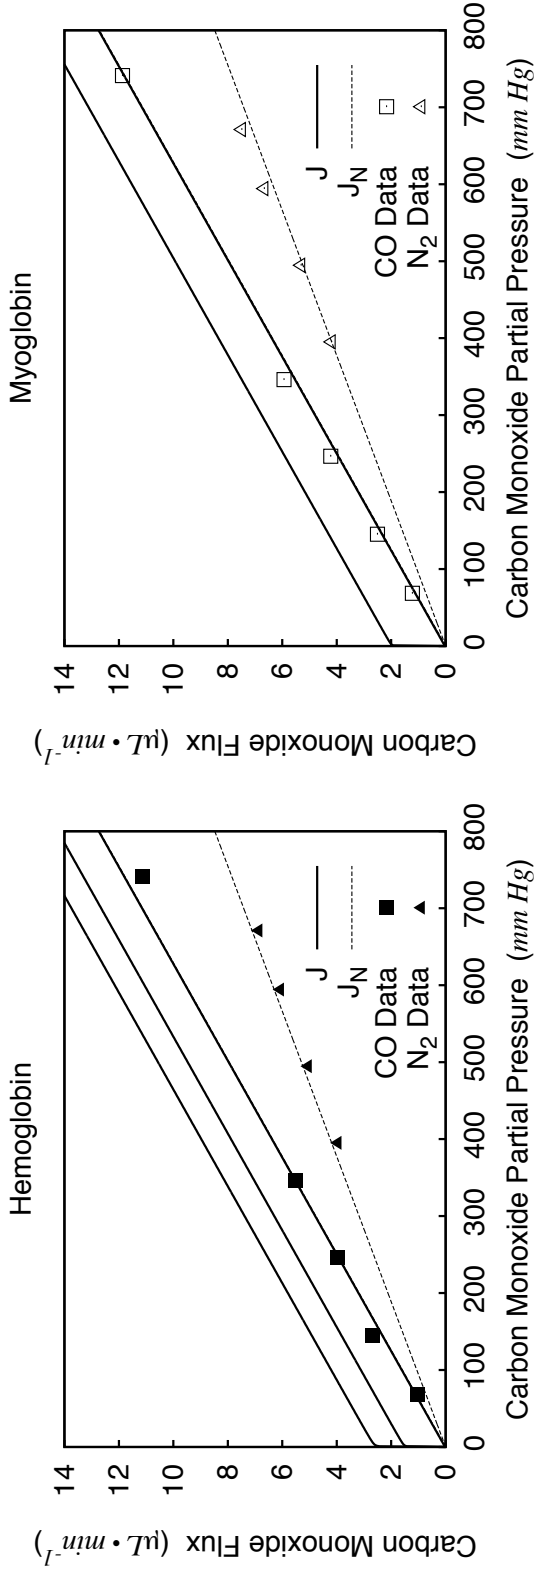 Hemoglobin
Carbon Monoxide Flux (μL • min⁻¹)
14
12
10
8
6
4
2
0
0 100 200 300 400 500 600 700 800
Carbon Monoxide Partial Pressure (mm Hg)
J
J_N
CO Data
N₂ Data
Myoglobin
Carbon Monoxide Flux (μL • min⁻¹)
14
12
10
8
6
4
2
0
0 100 200 300 400 500 600 700 800
Carbon Monoxide Partial Pressure (mm Hg)
J
J_N
CO Data
N₂ Data